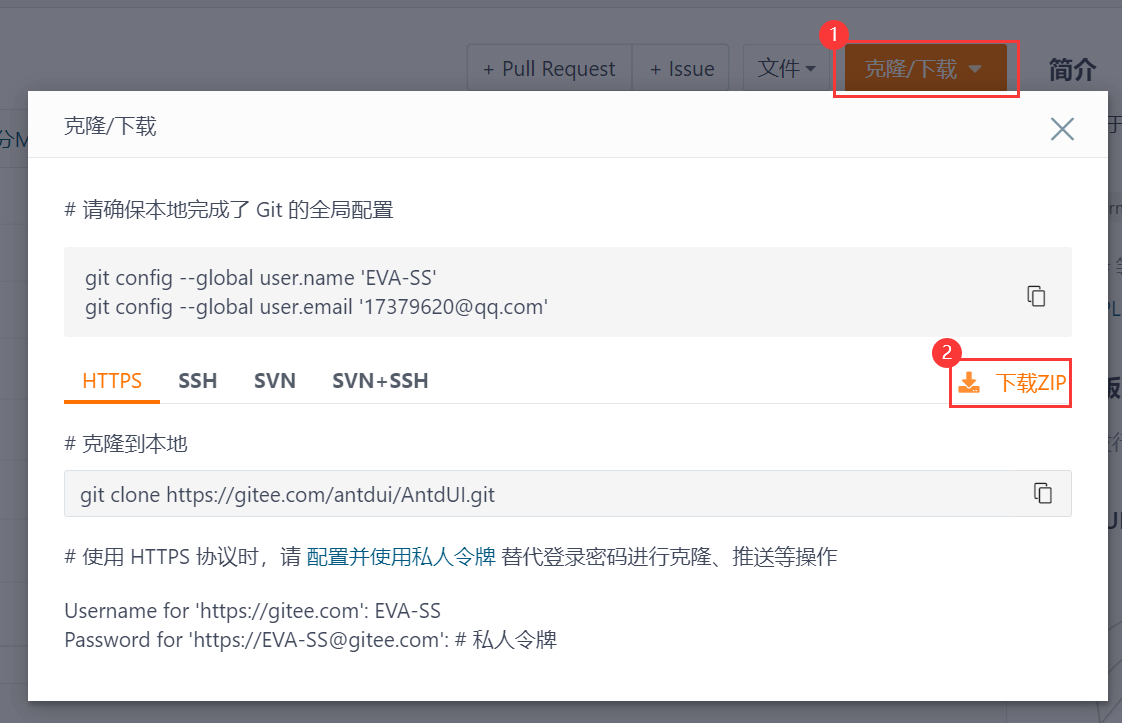 1
+ Pull Request
+ Issue
文件
克隆/下载
简介
克隆/下载
# 请确保本地完成了 Git 的全局配置
git config --global user.name 'EVA-SS'
git config --global user.email '17379620@qq.com'
2
HTTPS
SSH
SVN
SVN+SSH
下载ZIP
# 克隆到本地
git clone https://gitee.com/antdui/AntdUI.git
# 使用 HTTPS 协议时，请 配置并使用私人令牌 替代登录密码进行克隆、推送等操作
Username for 'https://gitee.com': EVA-SS
Password for 'https://EVA-SS@gitee.com': # 私人令牌